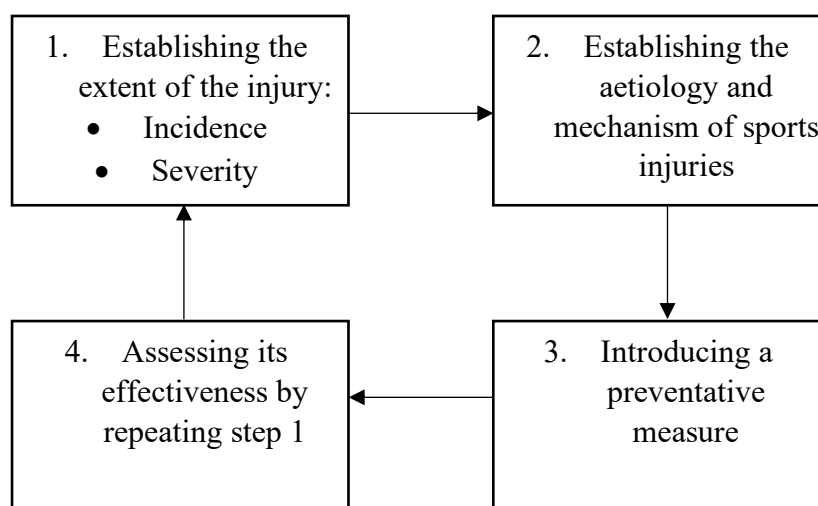 1. Establishing the
extent of the injury:
• Incidence
• Severity
2. Establishing the
aetiology and
mechanism of sports
injuries
4. Assessing its
effectiveness by
repeating step 1
3. Introducing a
preventative
measure